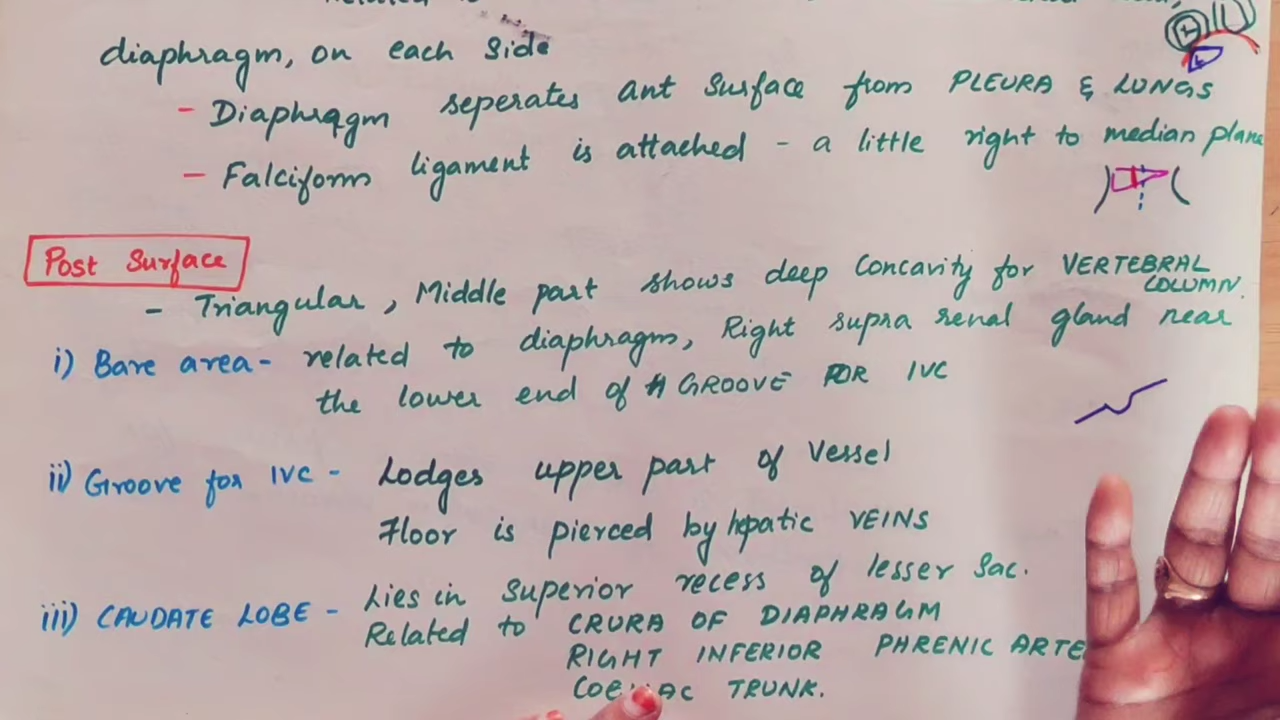 diaphragm, on each side
- Diaphragm seperates ant surface from PLEURA & LUNGS
- Falciform ligament is attached - a little right to median plane
Post Surface
- Triangular, Middle part shows deep concavity for VERTEBRAL COLUMN.
i) Bare area - related to diaphragm, Right supra renal gland near
the lower end of GROOVE FOR IVC
ii) Groove for IVC - Lodges upper part of vessel
Floor is pierced by hepatic VEINS
iii) CAUDATE LOBE - Lies in superior recess of lesser sac.
Related to CRURA OF DIAPHRAGM
RIGHT INFERIOR PHRENIC ARTE
TRUNK.